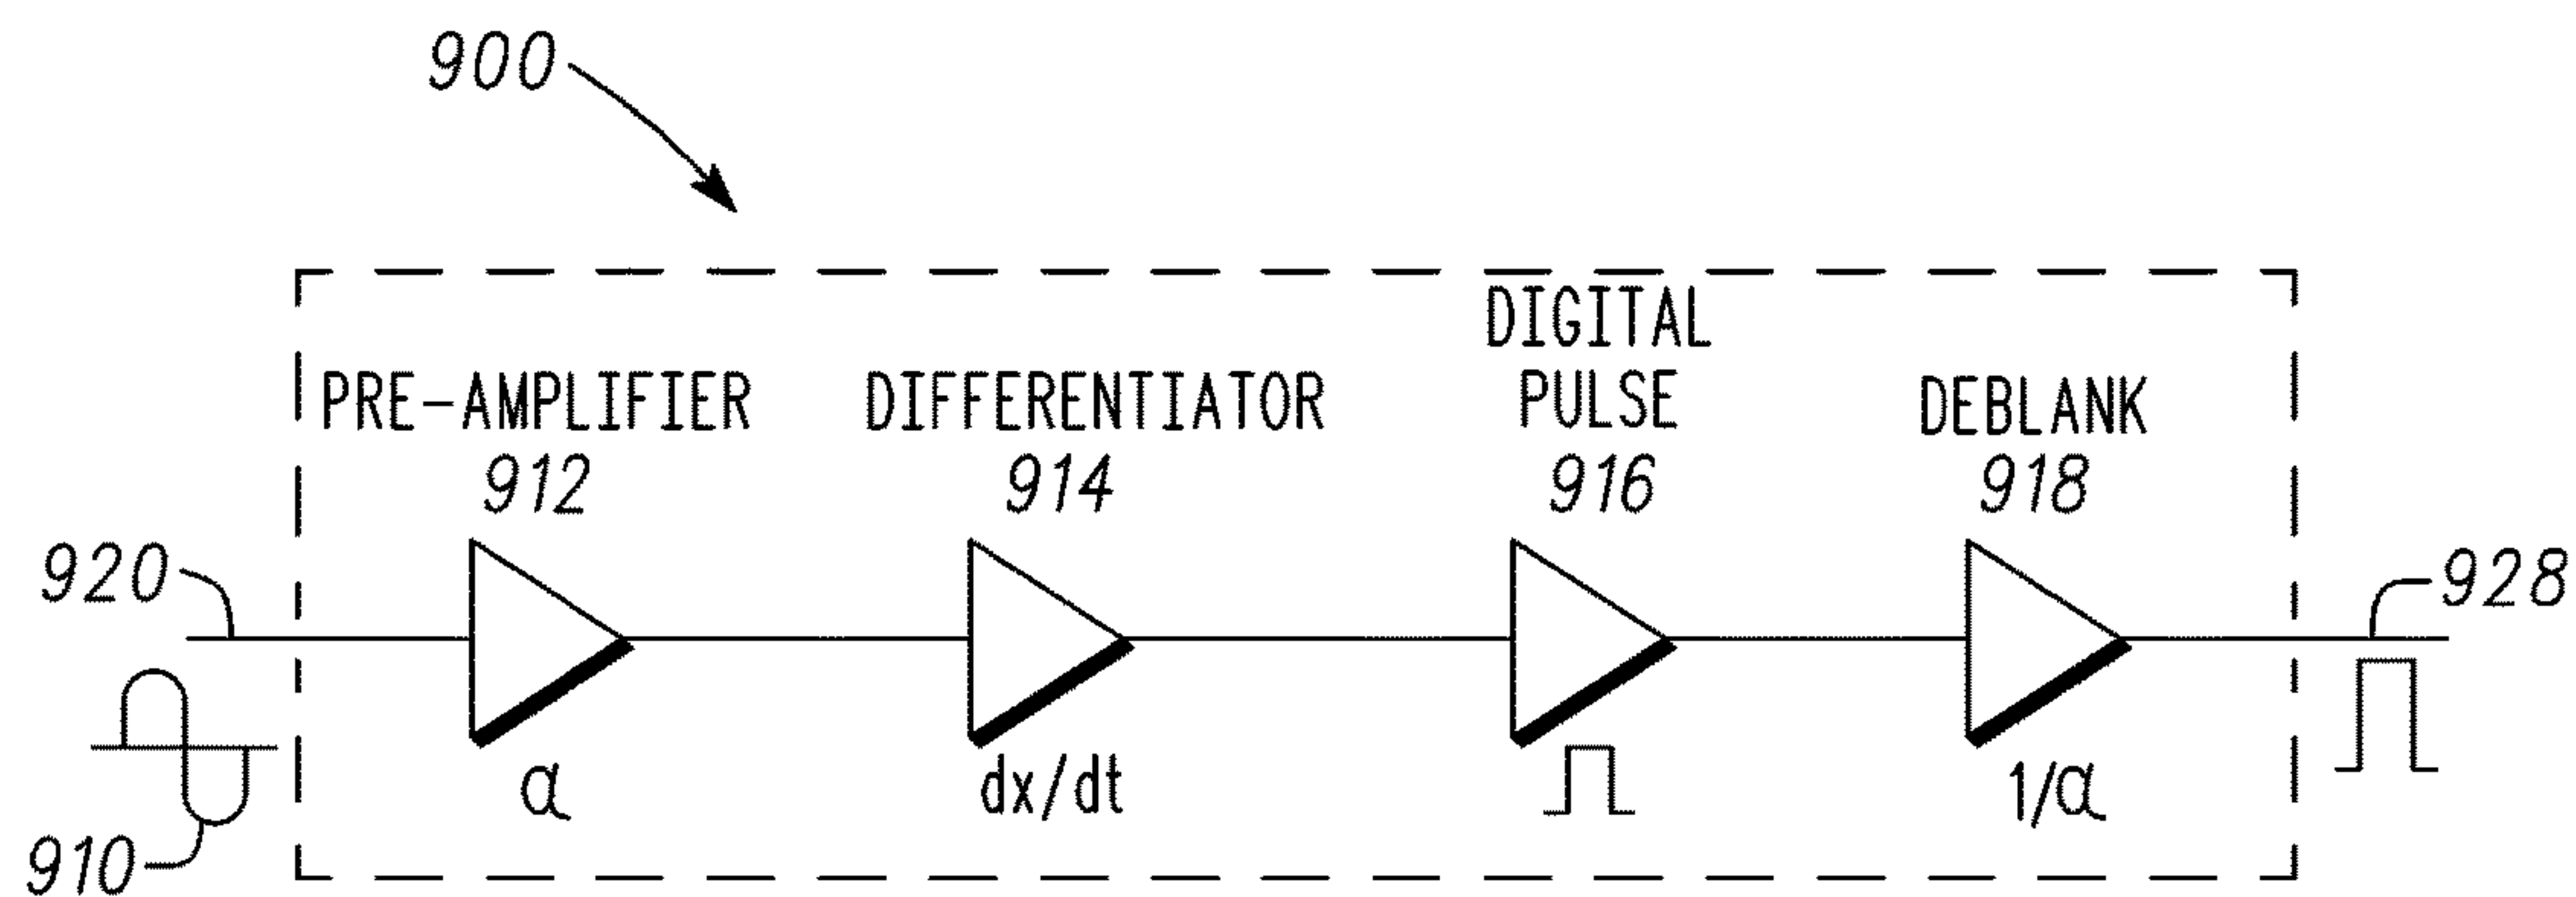 900
DIGITAL
PRE-AMPLIFIER DIFFERENTIATOR PULSE DEBLANK
912 914 916 918
920 928
α dx/dt 1/α
910